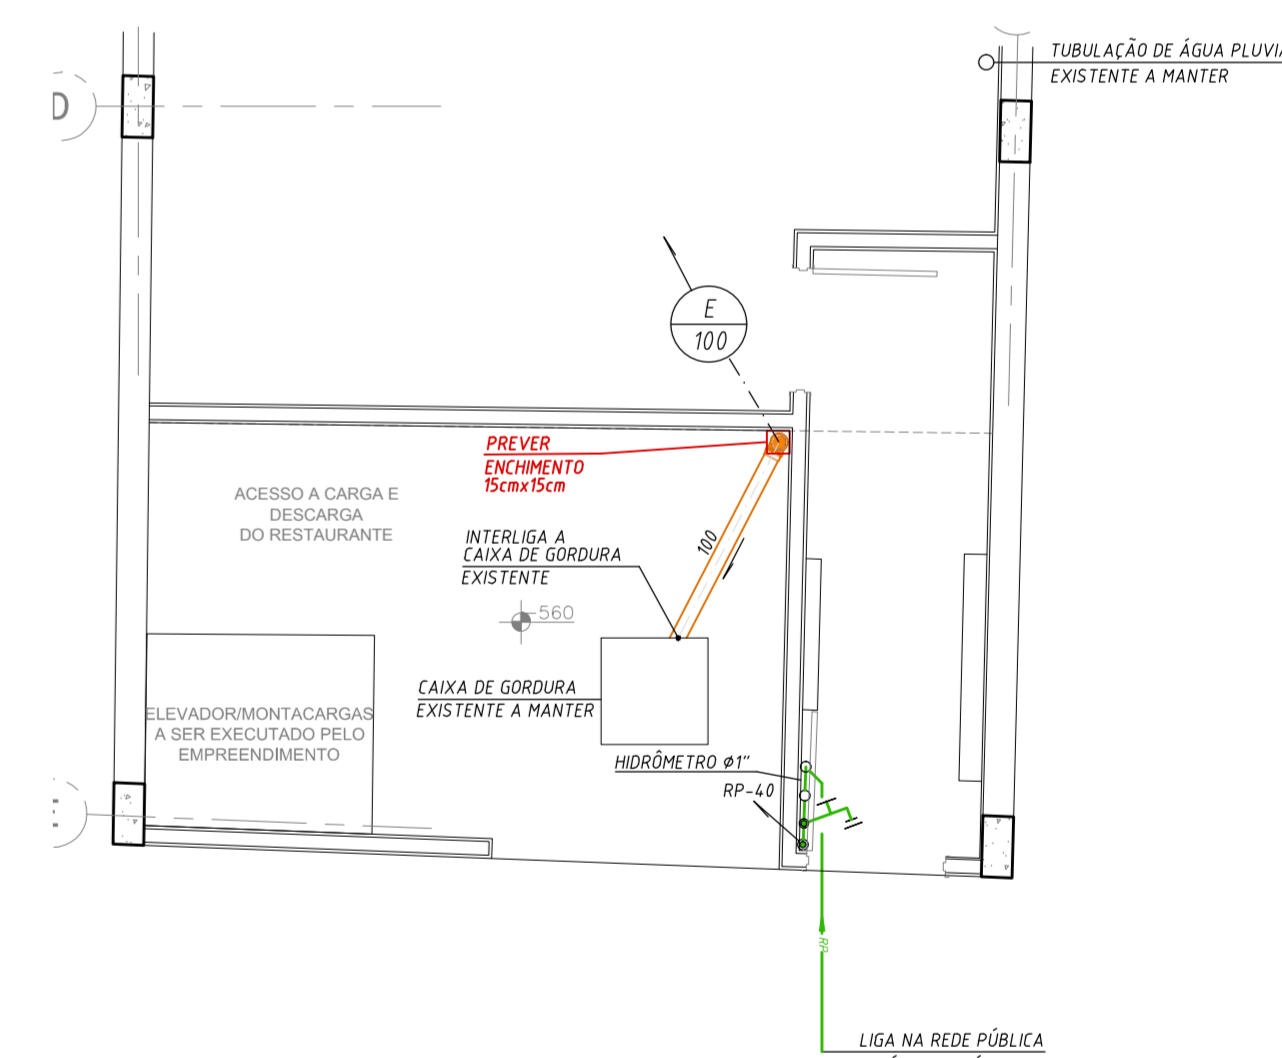 TUBULAÇÃO DE ÁGUA
EXISTENTE A MANTER
D
E
100
PREVER
ENCHIMENTO
15cmx15cm
ACESSO A CARGA E
DESCARGA
DO RESTAURANTE
INTERLIGA A
CAIXA DE GORDURA
EXISTENTE
100
560
CAIXA DE GORDURA
EXISTENTE A MANTER
ELEVADOR/MONTACARGAS
A SER EXECUTADO PELO
EMPREENDIMENTO
HIDRÔMETRO Ø1"
RP-40
RP
LIGA NA REDE PÚBLICA